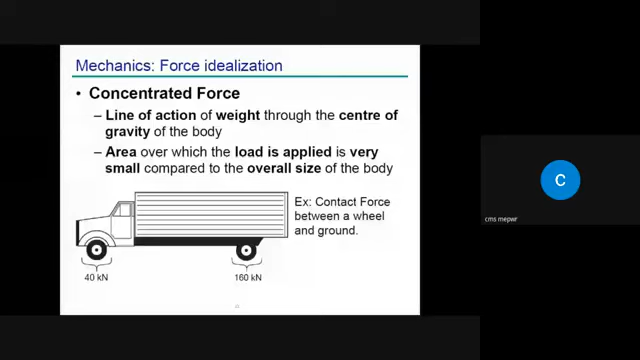 Mechanics: Force idealization
• Concentrated Force
– Line of action of weight through the centre of
gravity of the body
– Area over which the load is applied is very
small compared to the overall size of the body
Ex: Contact Force
between a wheel
and ground.
40 kN
160 kN
C
cms mepwr